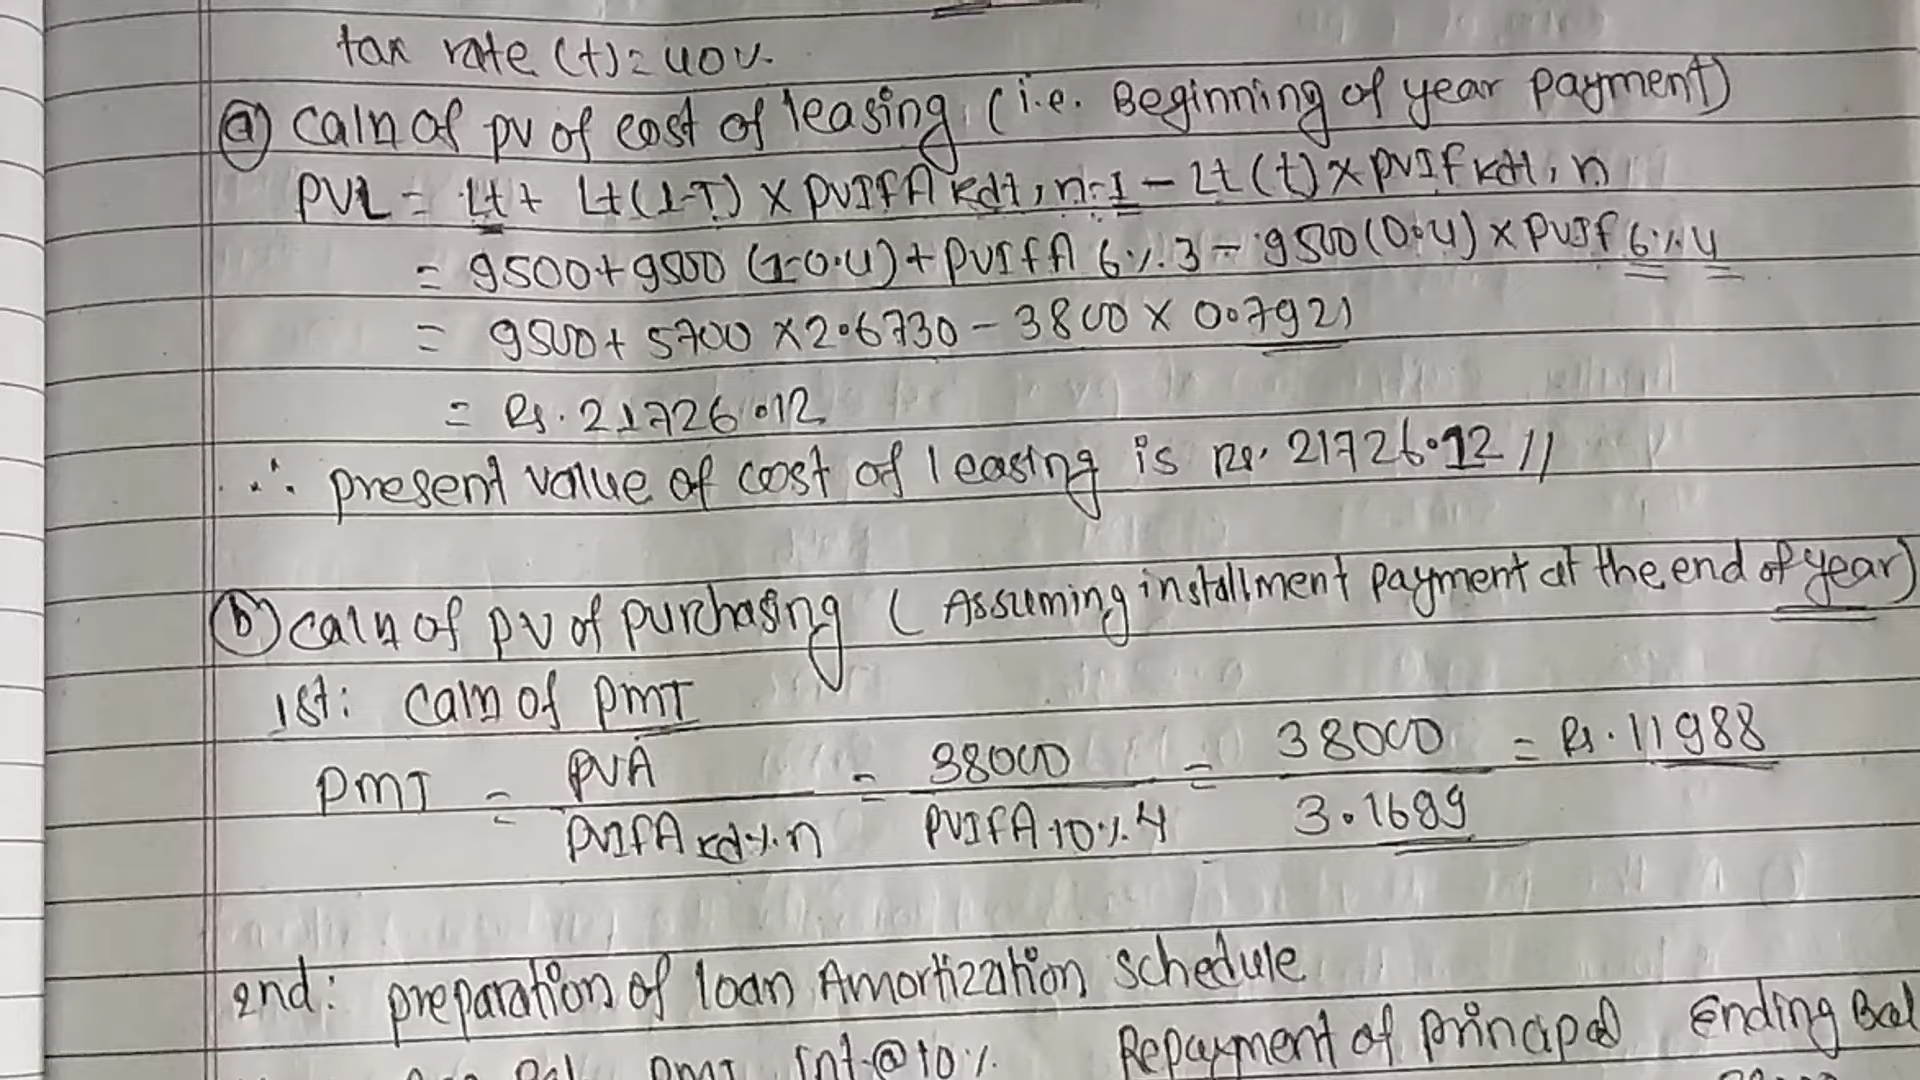 tax rate (t) = 40%.
(a) Caln of pv of cost of leasing (i.e. Beginning of year payment)
PVL = Lt + Lt(1-T) x PVIFA kdt, n-1 - Lt (t) x PVIF kdt, n
= 9500+9500 (1-0.4) + PVIFA 6%.3 - 9500(0.4) x PVIF 6%.4
= 9500 + 5700 x 2.6730 - 3800 x 0.7921
= Rs. 21726.12
∴ present value of cost of leasing is Rs. 21726.12 //
(b) caln of pv of purchasing ( Assuming installment payment at the end of year)
1st: caln of PMT
PMT = PVA / PVIFA kd%.n = 38000 / PVIFA 10%.4 = 38000 / 3.1699 = Rs. 11988
2nd: preparation of loan Amortization schedule
Bal PMT Int@10%. Repayment of principal Ending Bal